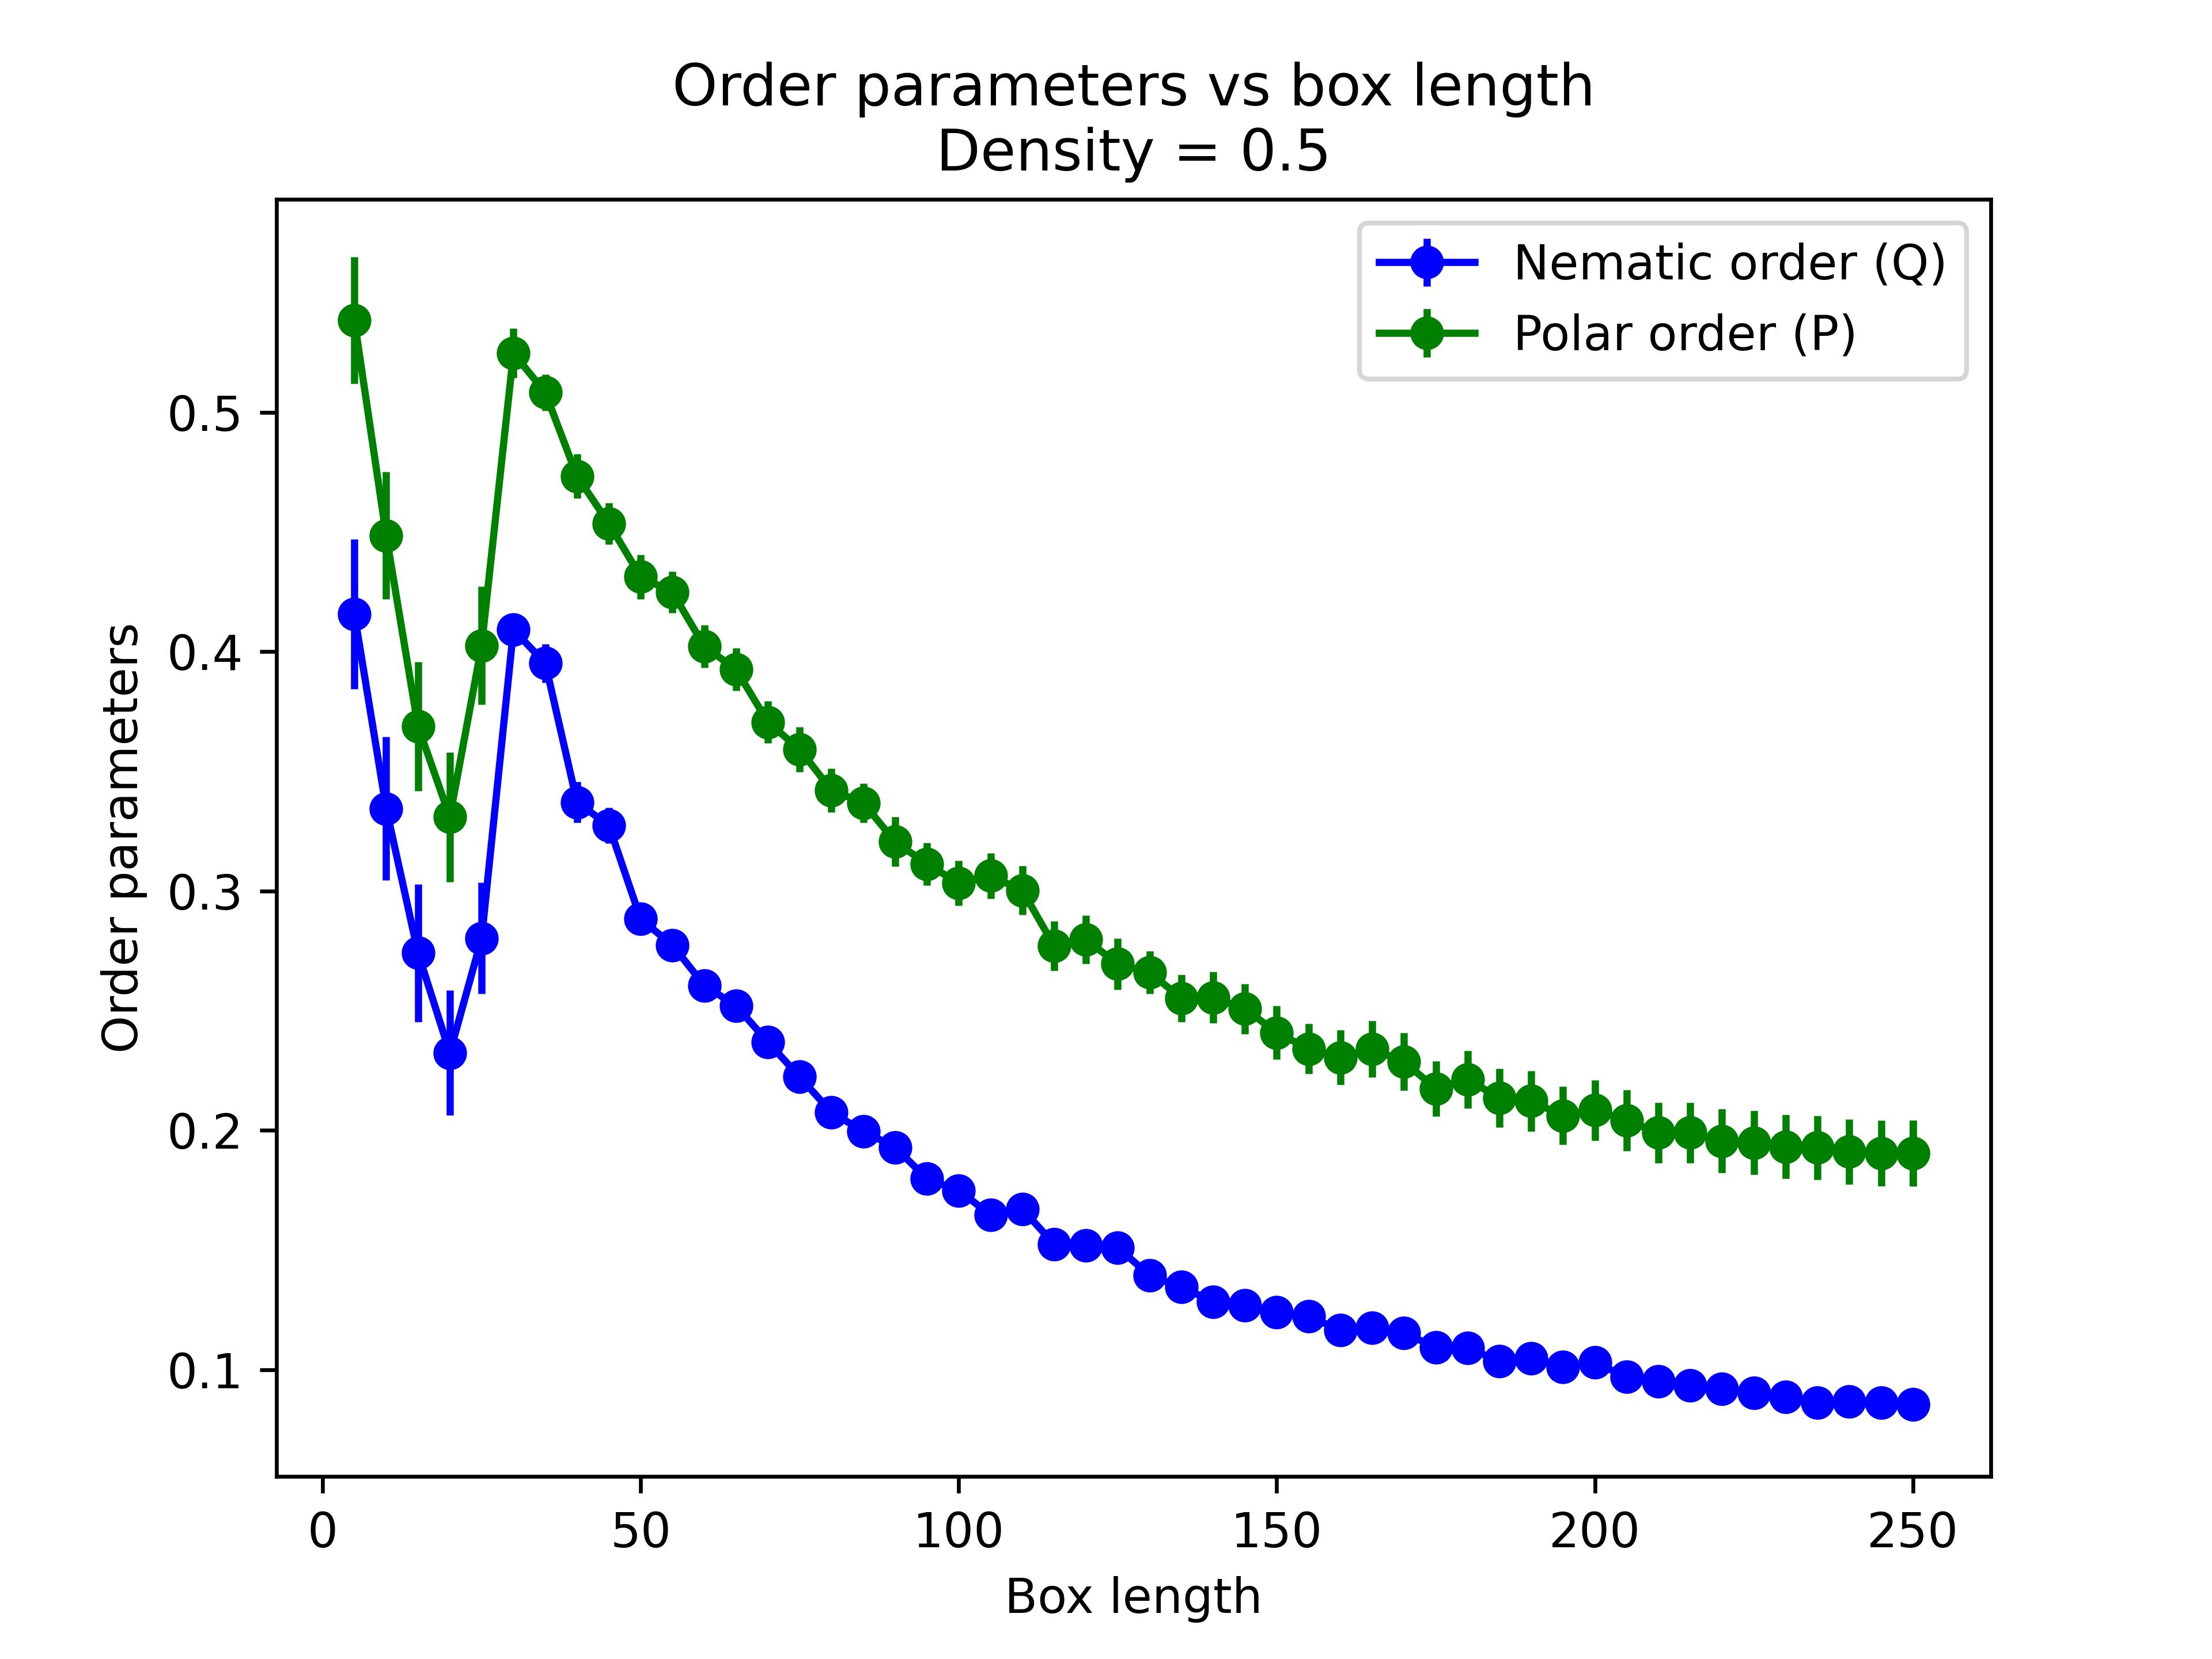 Order parameters vs box length
Density = 0.5
Nematic order (Q)
Polar order (P)
Order parameters
0.5
0.4
0.3
0.2
0.1
0 50 100 150 200 250
Box length